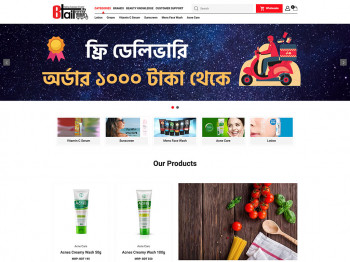 Btail
CATEGORIES BRANDS BEAUTY KNOWLEDGE CUSTOMER SUPPORT
Search
Wholesale
Lotion Cream Vitamin C Serum Sunscreen Mens Face Wash Acne Care
ফ্রি ডেলিভারি
অর্ডার ১০০০ টাকা থেকে
Vitamin C Serum
Sunscreen
Mens Face Wash
Acne Care
Lotion
Our Products
Acnes Creamy Wash 50g
Acnes Creamy Wash 100g